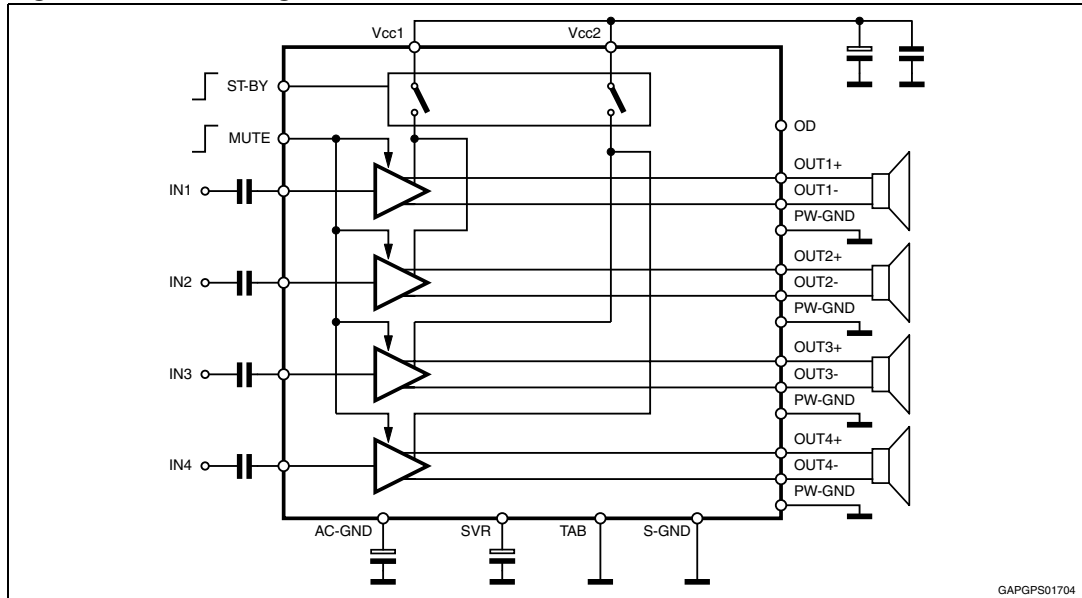 Vcc1
Vcc2
ST-BY
MUTE
OD
IN1
OUT1+
OUT1-
PW-GND
IN2
OUT2+
OUT2-
PW-GND
IN3
OUT3+
OUT3-
PW-GND
IN4
OUT4+
OUT4-
PW-GND
AC-GND
SVR
TAB
S-GND
GAPGPS01704